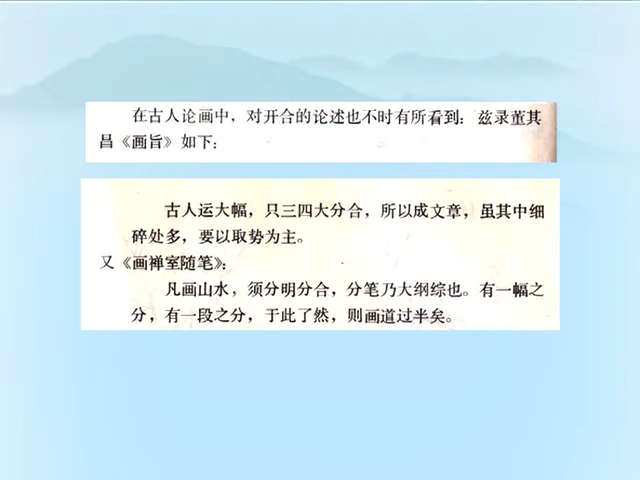 在古人论画中，对开合的论述也不时有所看到：兹录董其
昌《画旨》如下：
古人运大幅，只三四大分合，所以成文章，虽其中细
碎处多，要以取势为主。
又《画禅室随笔》：
凡画山水，须分明分合，分笔乃大纲综也。有一幅之
分，有一段之分，于此了然，则画道过半矣。